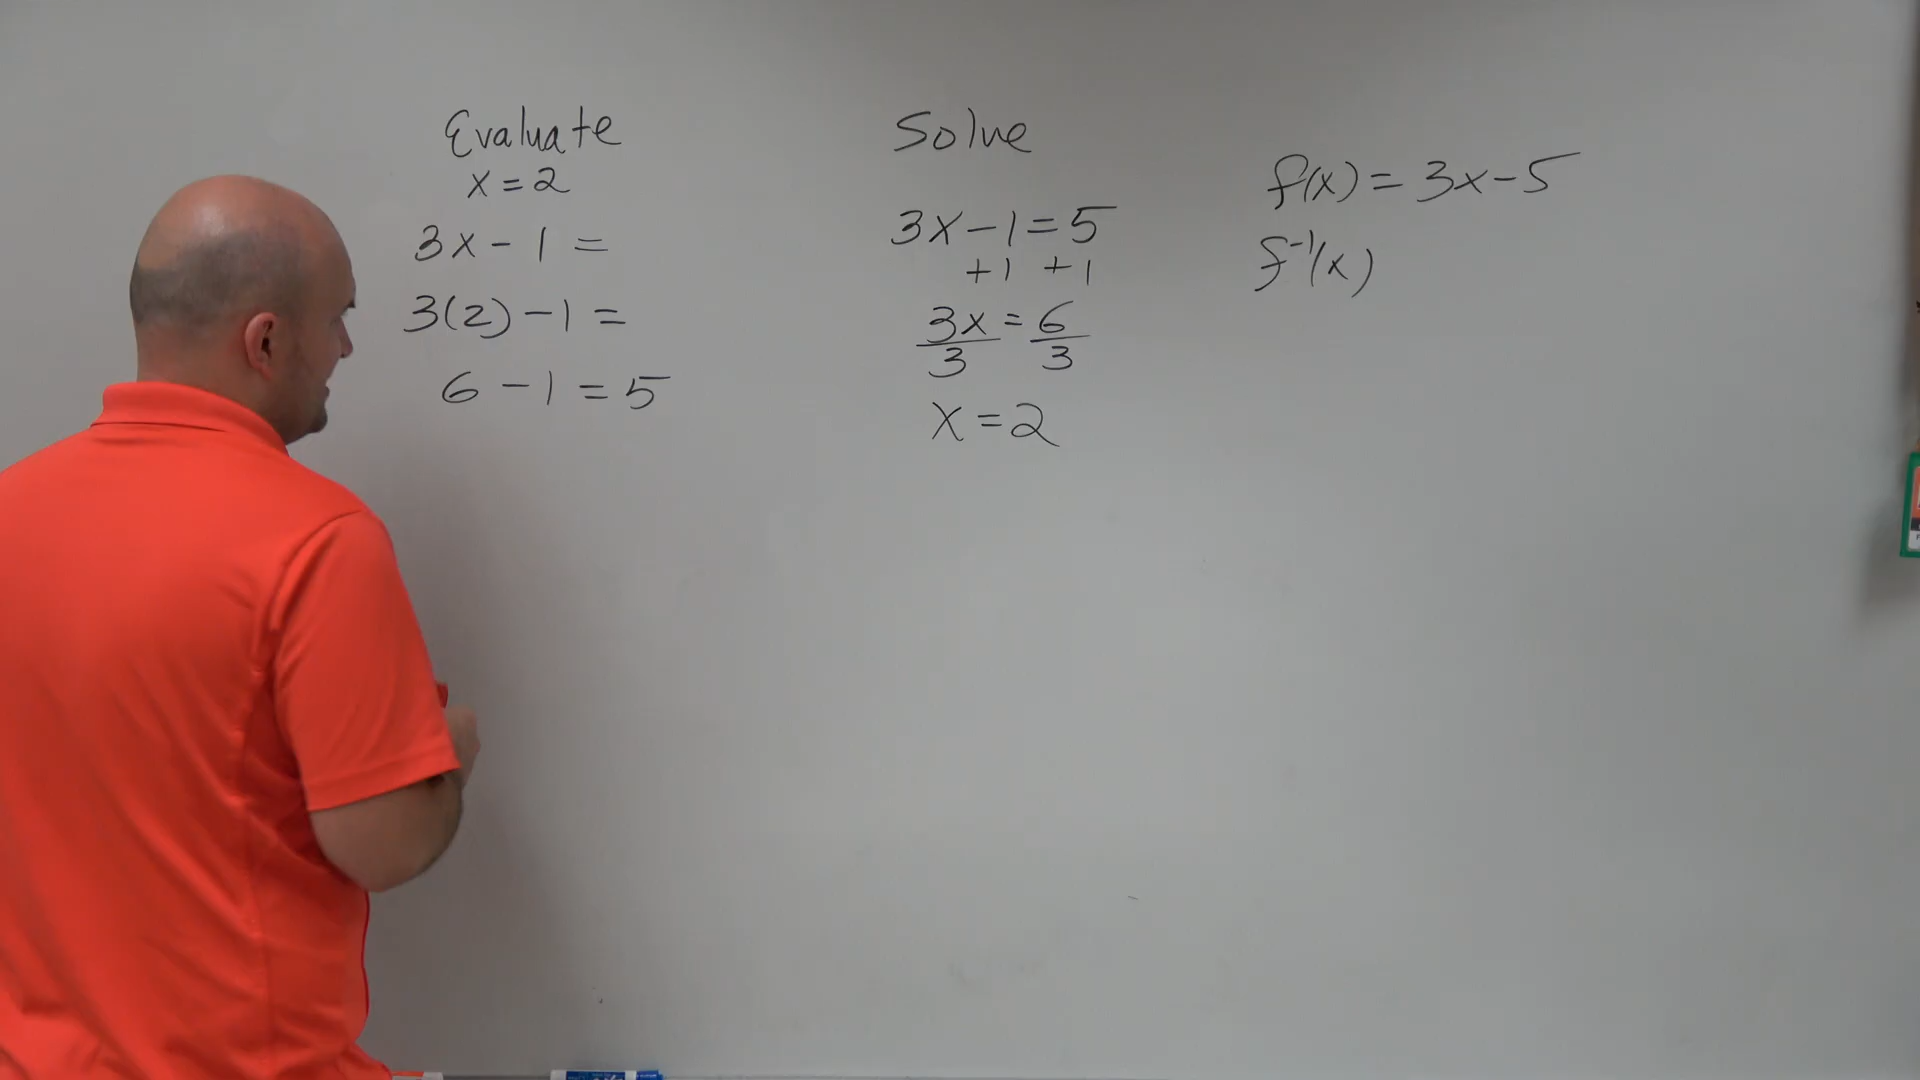 Evaluate
x = 2
3x - 1 =
3(2) - 1 =
6 - 1 = 5
Solve
3x - 1 = 5
+1 +1
3x = 6
3 3
x = 2
f(x) = 3x - 5
f⁻¹(x)